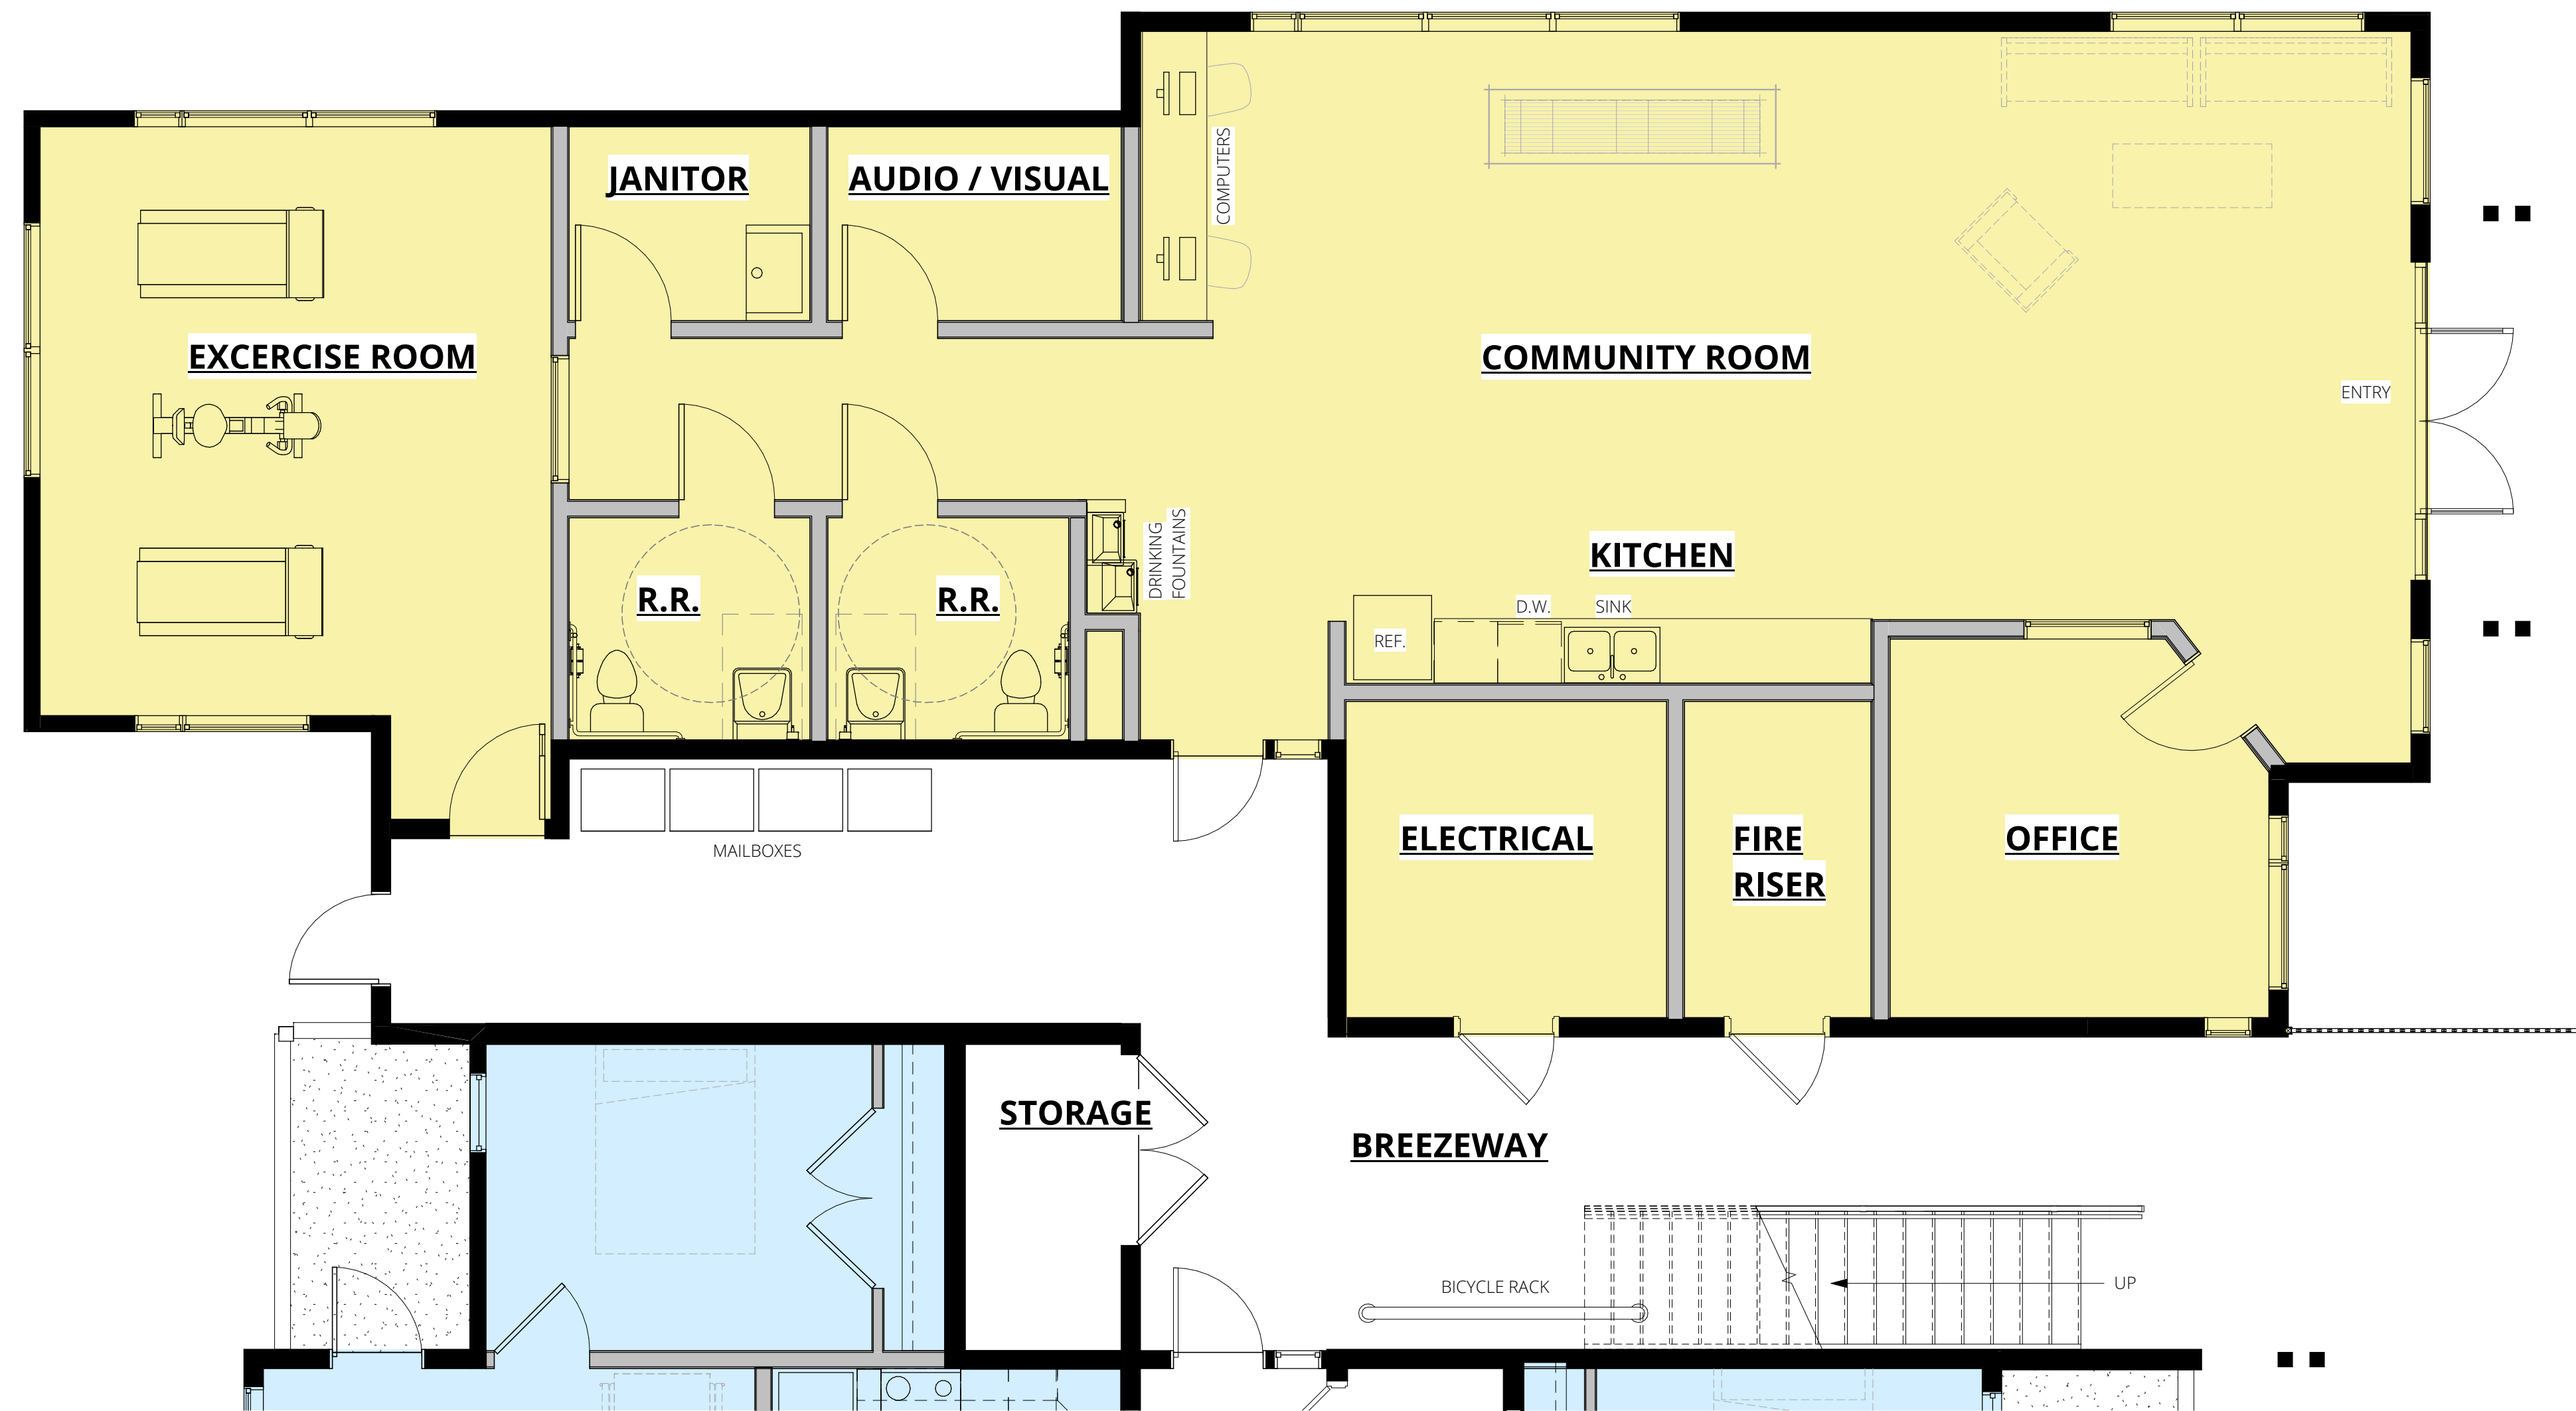 JANITOR
AUDIO / VISUAL
COMPUTERS
EXCERCISE ROOM
COMMUNITY ROOM
ENTRY
DRINKING
FOUNTAINS
KITCHEN
R.R.
R.R.
D.W.
SINK
REF.
ELECTRICAL
FIRE
RISER
OFFICE
MAILBOXES
STORAGE
BREEZEWAY
BICYCLE RACK
UP